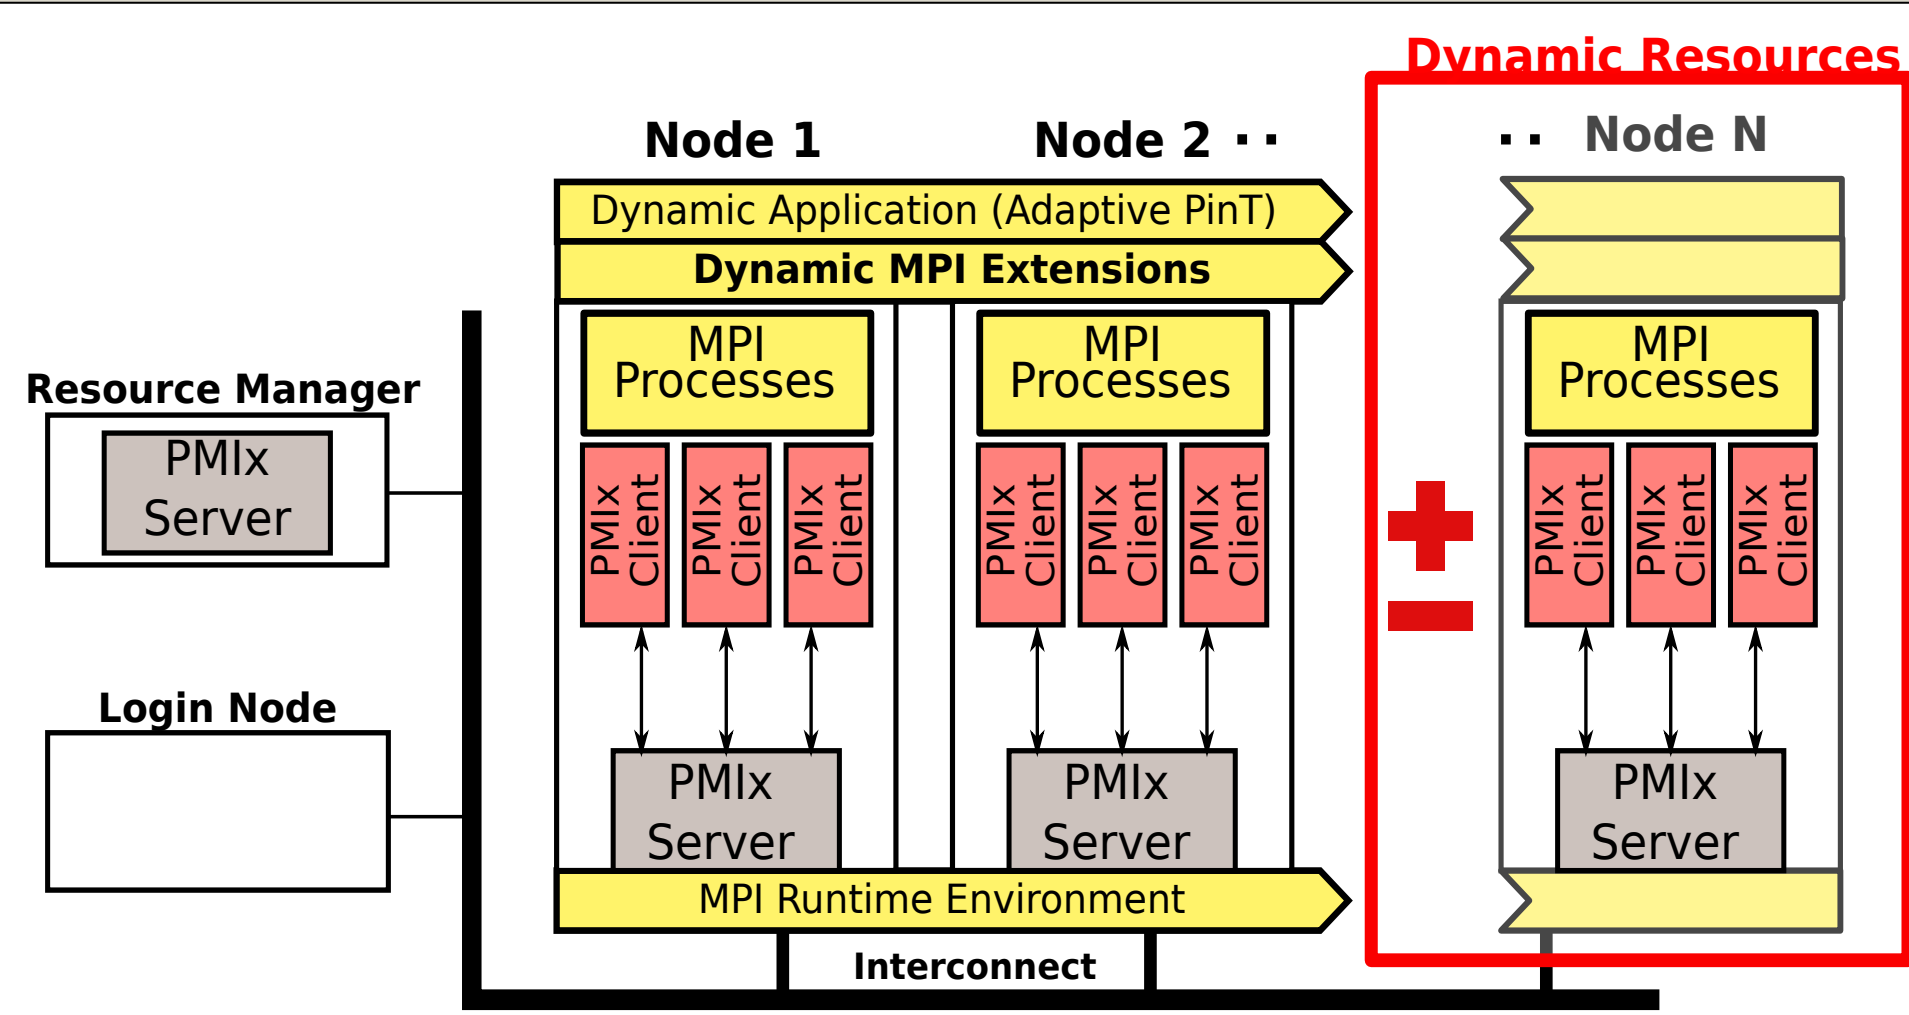 Dynamic Resources
Node 1
Node 2 ··
·· Node N
Dynamic Application (Adaptive PinT)
Dynamic MPI Extensions
MPI
Processes
MPI
Processes
MPI
Processes
Resource Manager
PMIx
Server
PMIx
Client
PMIx
Client
PMIx
Client
PMIx
Client
PMIx
Client
PMIx
Client
PMIx
Client
PMIx
Client
PMIx
Client
Login Node
PMIx
Server
PMIx
Server
PMIx
Server
MPI Runtime Environment
Interconnect